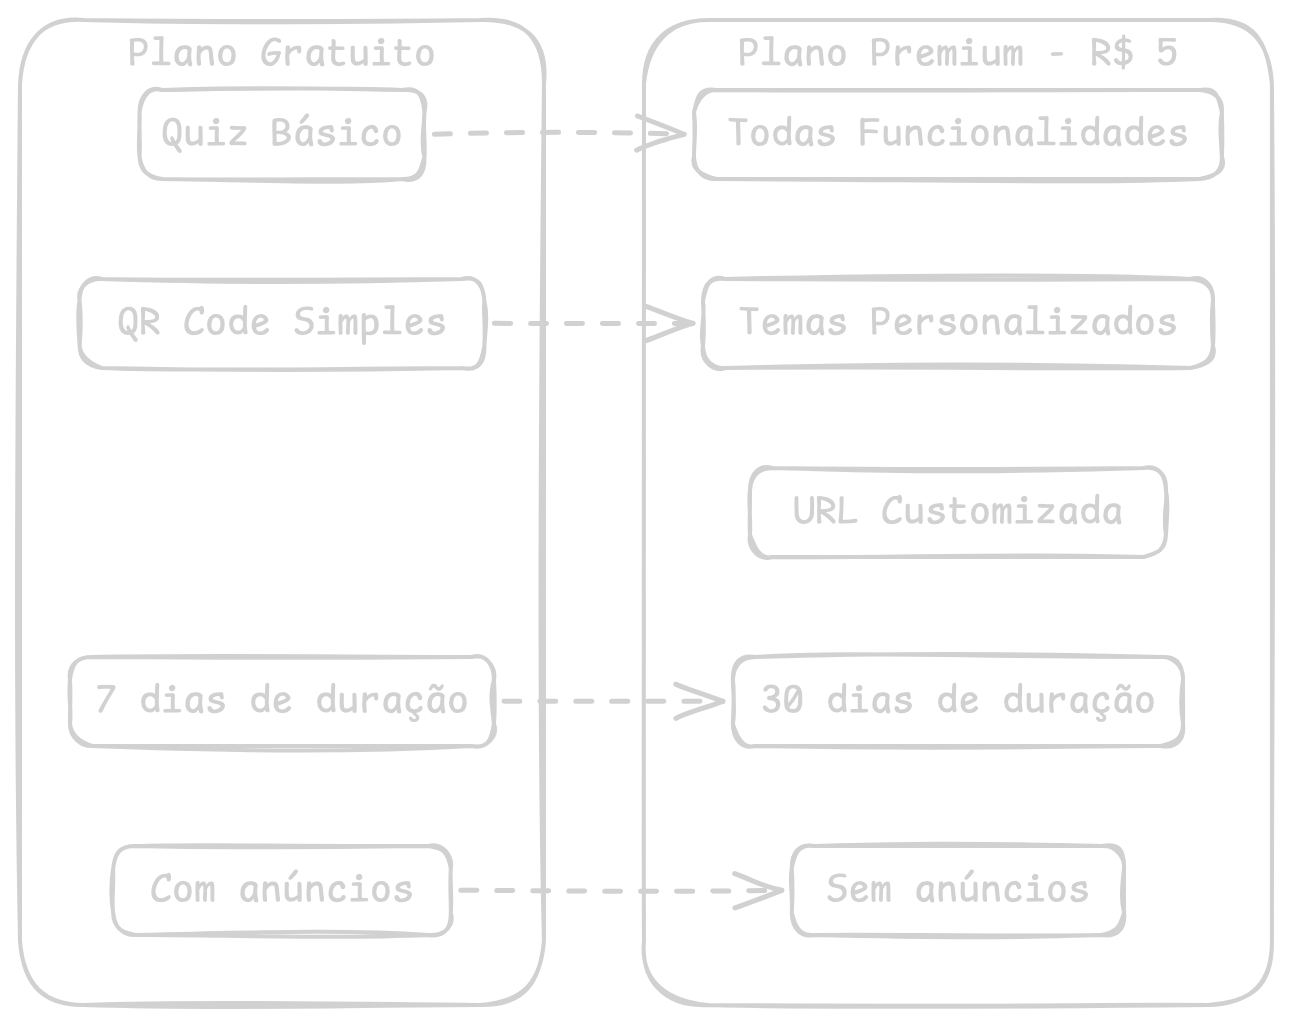 Plano Gratuito
Quiz Básico
QR Code Simples
7 dias de duração
Com anúncios
Plano Premium - R$ 5
Todas Funcionalidades
Temas Personalizados
URL Customizada
30 dias de duração
Sem anúncios